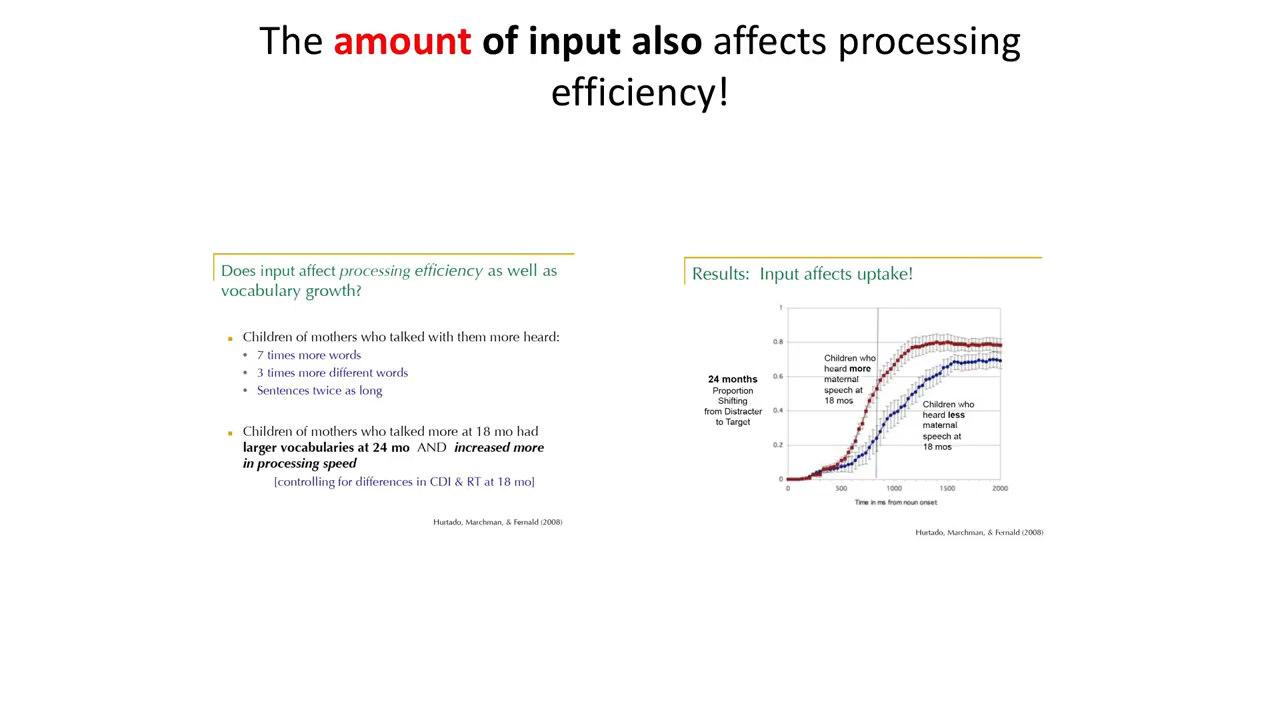 The amount of input also affects processing
efficiency!
Does input affect processing efficiency as well as
vocabulary growth?
Children of mothers who talked with them more heard:
7 times more words
3 times more different words
Sentences twice as long
Children of mothers who talked more at 18 mo had
larger vocabularies at 24 mo AND increased more
in processing speed
[controlling for differences in CDI & RT at 18 mo]
Hurtado, Marchman, & Fernald (2008)
Results: Input affects uptake!
24 months
Proportion
Shifting
from Distracter
to Target
1
0.8
0.6
0.4
0.2
0
Children who
heard more
maternal
speech at
18 mos
Children who
heard less
maternal
speech at
18 mos
0 500 1000 1500 2000
Time in ms from noun onset
Hurtado, Marchman, & Fernald (2008)